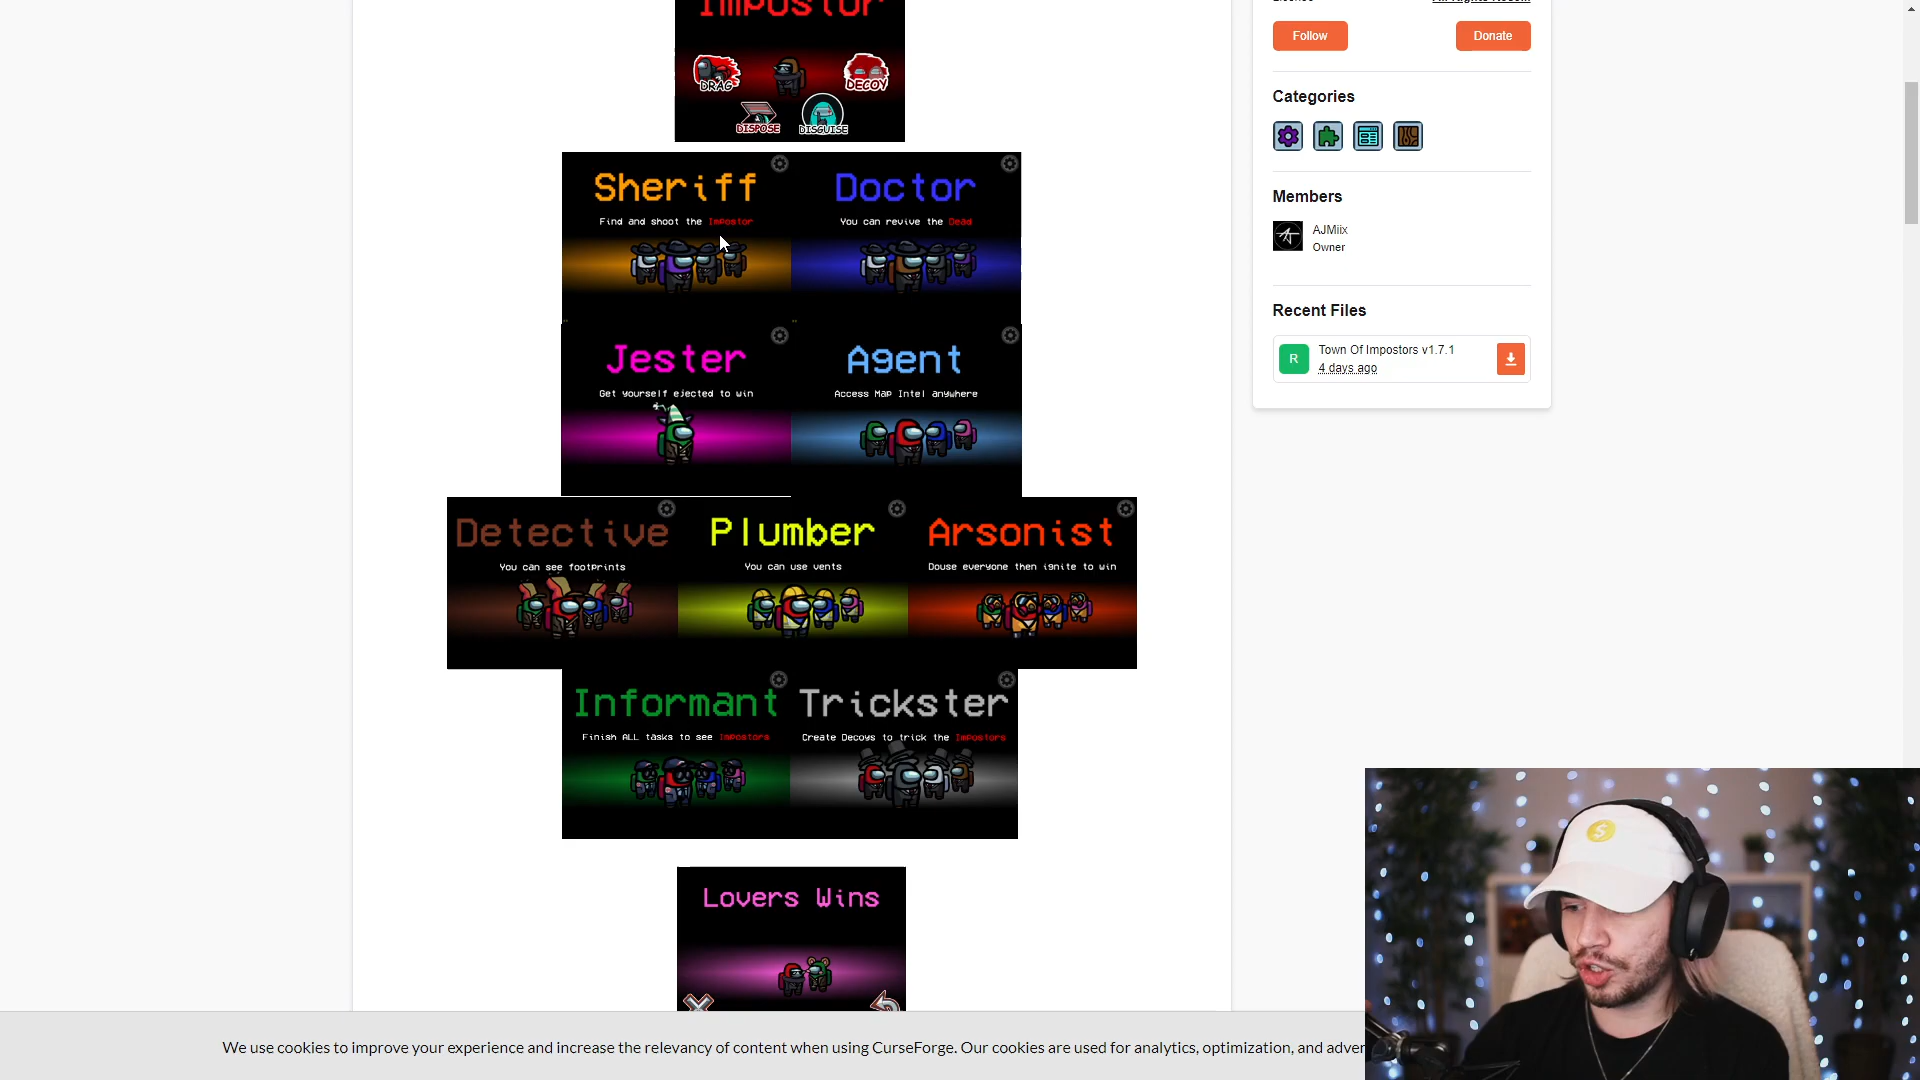 Impostor
DRAG
DECOY
DISPOSE
DISGUISE
Sheriff
Find and shoot the Impostor
Doctor
You can revive the Dead
Jester
Get yourself ejected to win
Agent
Access Map Intel anywhere
Detective
You can see footprints
Plumber
You can use vents
Arsonist
Douse everyone then ignite to win
Informant
Finish ALL tasks to see Impostors
Trickster
Create Decoys to trick the Impostors
Lovers Wins
Follow
Donate
Categories
Members
AJMiix
Owner
Recent Files
R
Town Of Impostors v1.7.1
4 days ago
We use cookies to improve your experience and increase the relevancy of content when using CurseForge. Our cookies are used for analytics, optimization, and adver